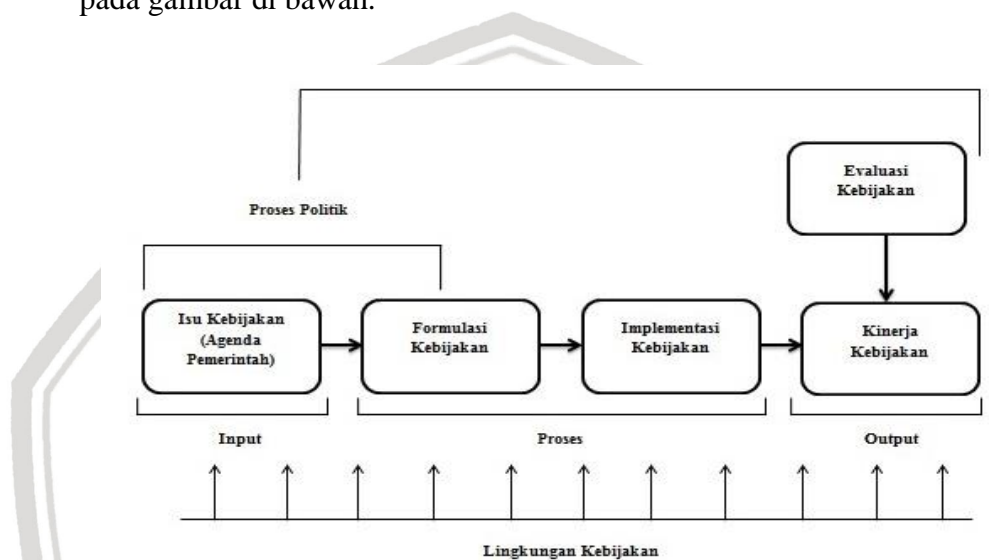 pada gambar di bawah.
Evaluasi
Kebijakan
Proses Politik
Isu Kebijakan
(Agenda
Pemerintah)
Formulasi
Kebijakan
Implementasi
Kebijakan
Kinerja
Kebijakan
Input
Proses
Output
Lingkungan Kebijakan